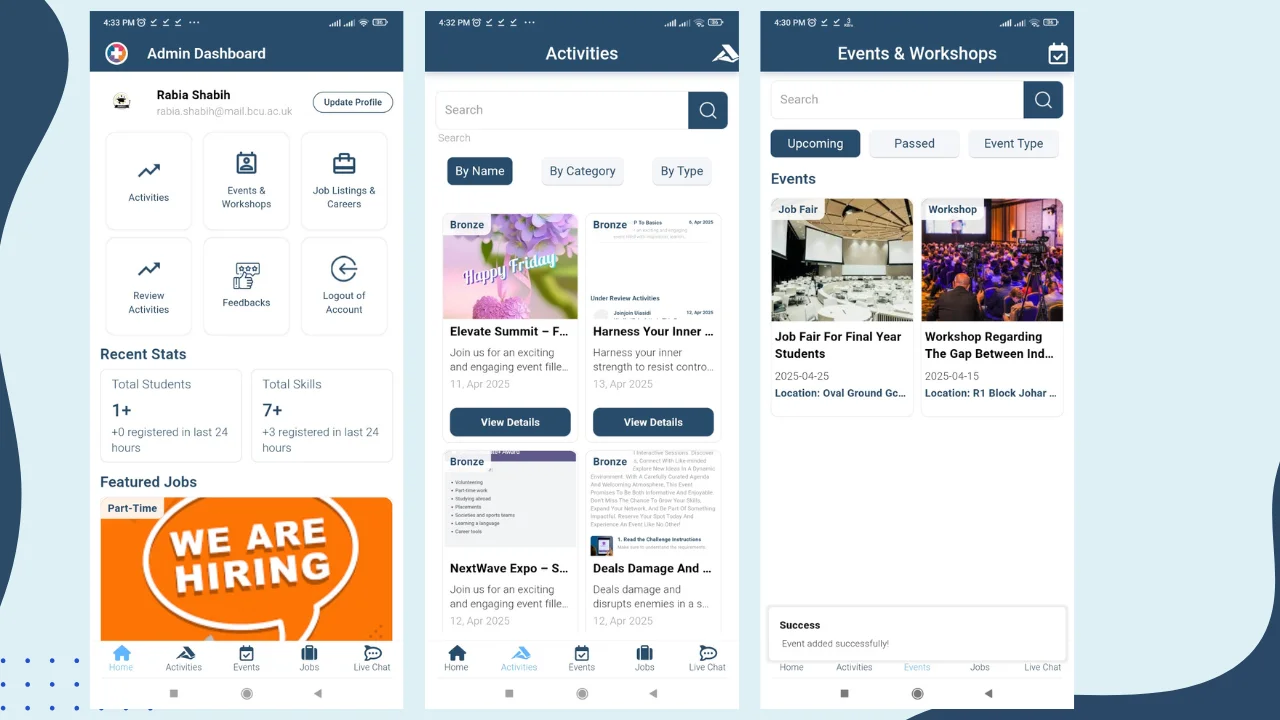 4:33 PM
Admin Dashboard
Rabia Shabih
rabia.shabih@mail.bcu.ac.uk
Update Profile
Activities
Events &
Workshops
Job Listings &
Careers
Review
Activities
Feedbacks
Logout of
Account
Recent Stats
Total Students
1+
+0 registered in last 24
hours
Total Skills
7+
+3 registered in last 24
hours
Featured Jobs
Part-Time
WE ARE
HIRING
Home
Activities
Events
Jobs
Live Chat
4:32 PM
Activities
Search
Search
By Name
By Category
By Type
Bronze
Happy Friday
Elevate Summit – F...
Join us for an exciting
and engaging event fille...
11, Apr 2025
View Details
Bronze
P To Basics
6, Apr 2025
Under Review Activities
13, Apr 2025
Harness Your Inner ...
Harness your inner
strength to resist contro...
13, Apr 2025
View Details
Bronze
Award
Volunteering
Part-time work
Studying abroad
Placements
Societies and sports teams
Learning a language
Career tools
NextWave Expo – S...
Join us for an exciting
and engaging event fille...
12, Apr 2025
Bronze
Interactive Sessions. Discover
, Connect With Like-minded
Explore New Ideas In A Dynamic
Environment. With A Carefully Curated Agenda
And Welcoming Atmosphere, This Event
Promises To Be Both Informative And Enjoyable.
Don't Miss The Chance To Grow Your Skills,
Expand Your Network, And Be Part Of Something
Impactful. Reserve Your Spot Today And
Experience An Event Like No Other!
1. Read the Challenge Instructions
Make sure to understand the requirements.
Deals Damage And ...
Deals damage and
disrupts enemies in a s...
12, Apr 2025
Home
Activities
Events
Jobs
Live Chat
4:30 PM
Events & Workshops
Search
Upcoming
Passed
Event Type
Events
Job Fair
Job Fair For Final Year
Students
2025-04-25
Location: Oval Ground Gc...
Workshop
Workshop Regarding
The Gap Between Ind...
2025-04-15
Location: R1 Block Johar ...
Success
Event added successfully!
Home
Activities
Events
Jobs
Live Chat